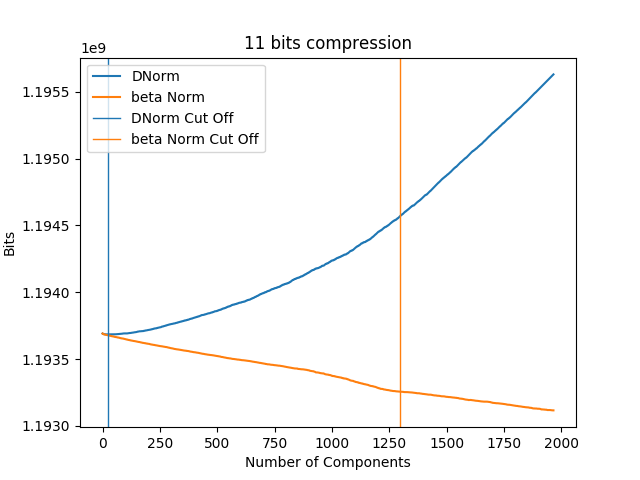 11 bits compression
1e9
DNorm
beta Norm
DNorm Cut Off
beta Norm Cut Off
1.1955
1.1950
1.1945
1.1940
1.1935
1.1930
Bits
0 250 500 750 1000 1250 1500 1750 2000
Number of Components